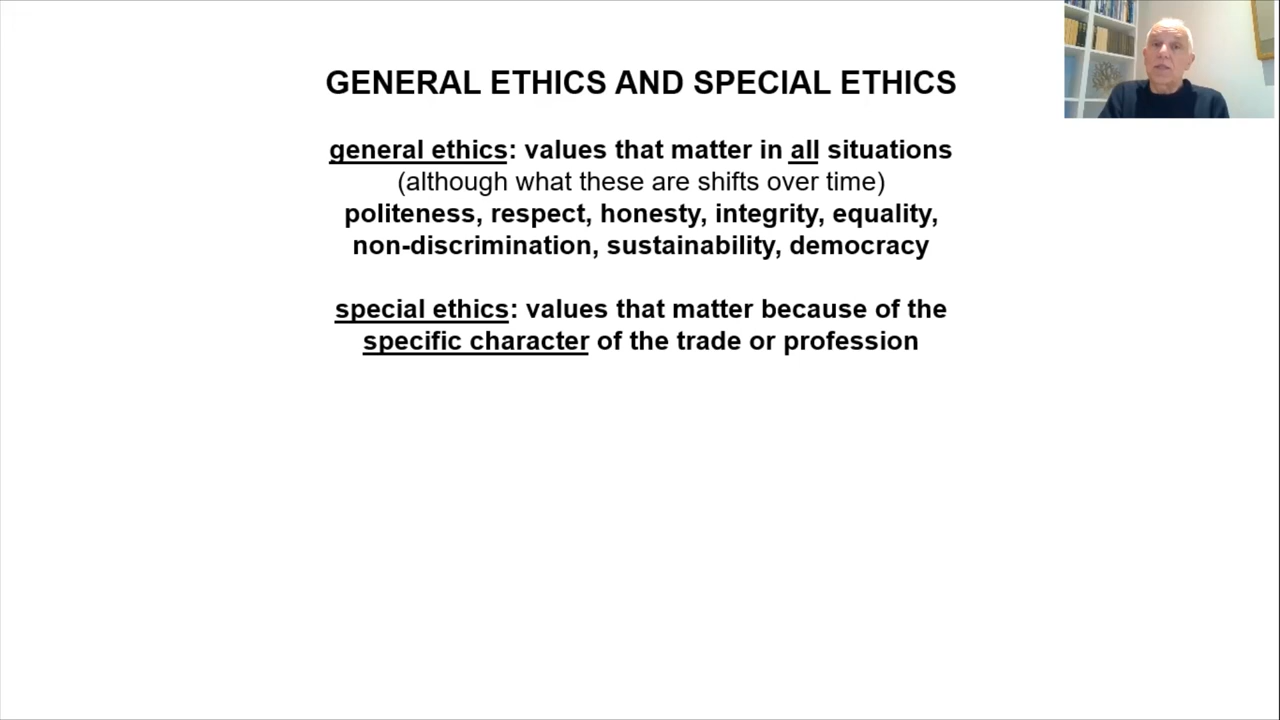 GENERAL ETHICS AND SPECIAL ETHICS
general ethics: values that matter in all situations
(although what these are shifts over time)
politeness, respect, honesty, integrity, equality,
non-discrimination, sustainability, democracy
special ethics: values that matter because of the
specific character of the trade or profession